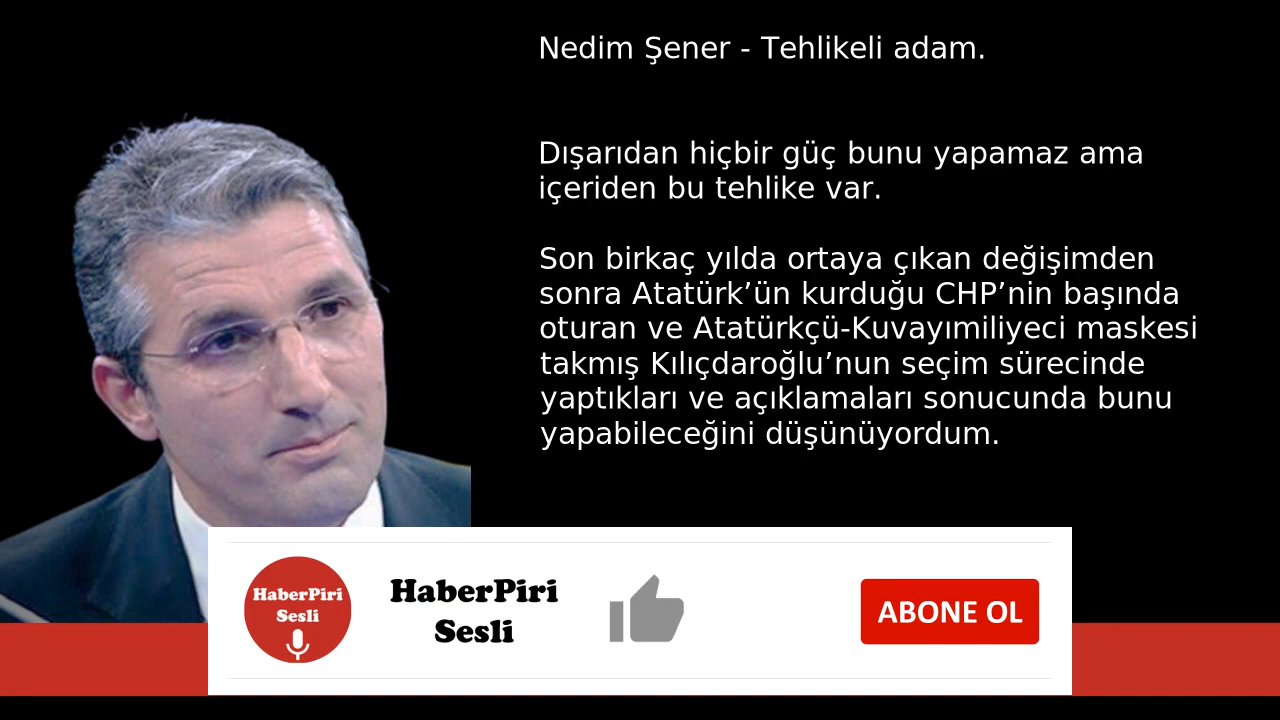 Nedim Şener - Tehlikeli adam.
Dışarıdan hiçbir güç bunu yapamaz ama
içeriden bu tehlike var.
Son birkaç yılda ortaya çıkan değişimden
sonra Atatürk’ün kurduğu CHP’nin başında
oturan ve Atatürkçü-Kuvayımiliyeci maskesi
takmış Kılıçdaroğlu’nun seçim sürecinde
yaptıkları ve açıklamaları sonucunda bunu
yapabileceğini düşünüyordum.
HaberPiri
Sesli
HaberPiri
Sesli
ABONE OL